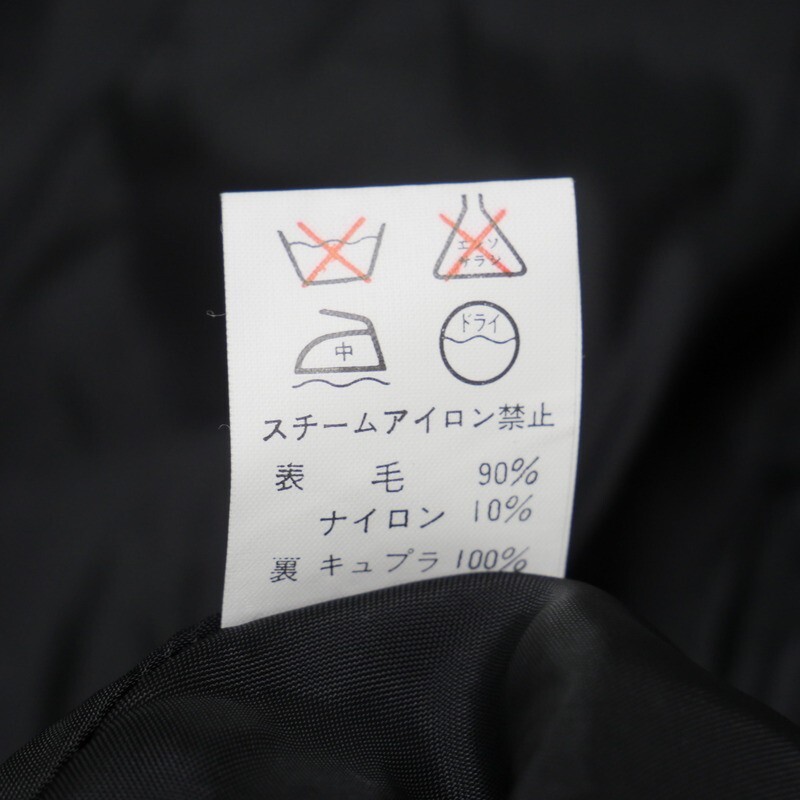 エンソ
サラシ
中
ドライ
スチームアイロン禁止
表 毛 90%
ナイロン 10%
裏 キュプラ 100%